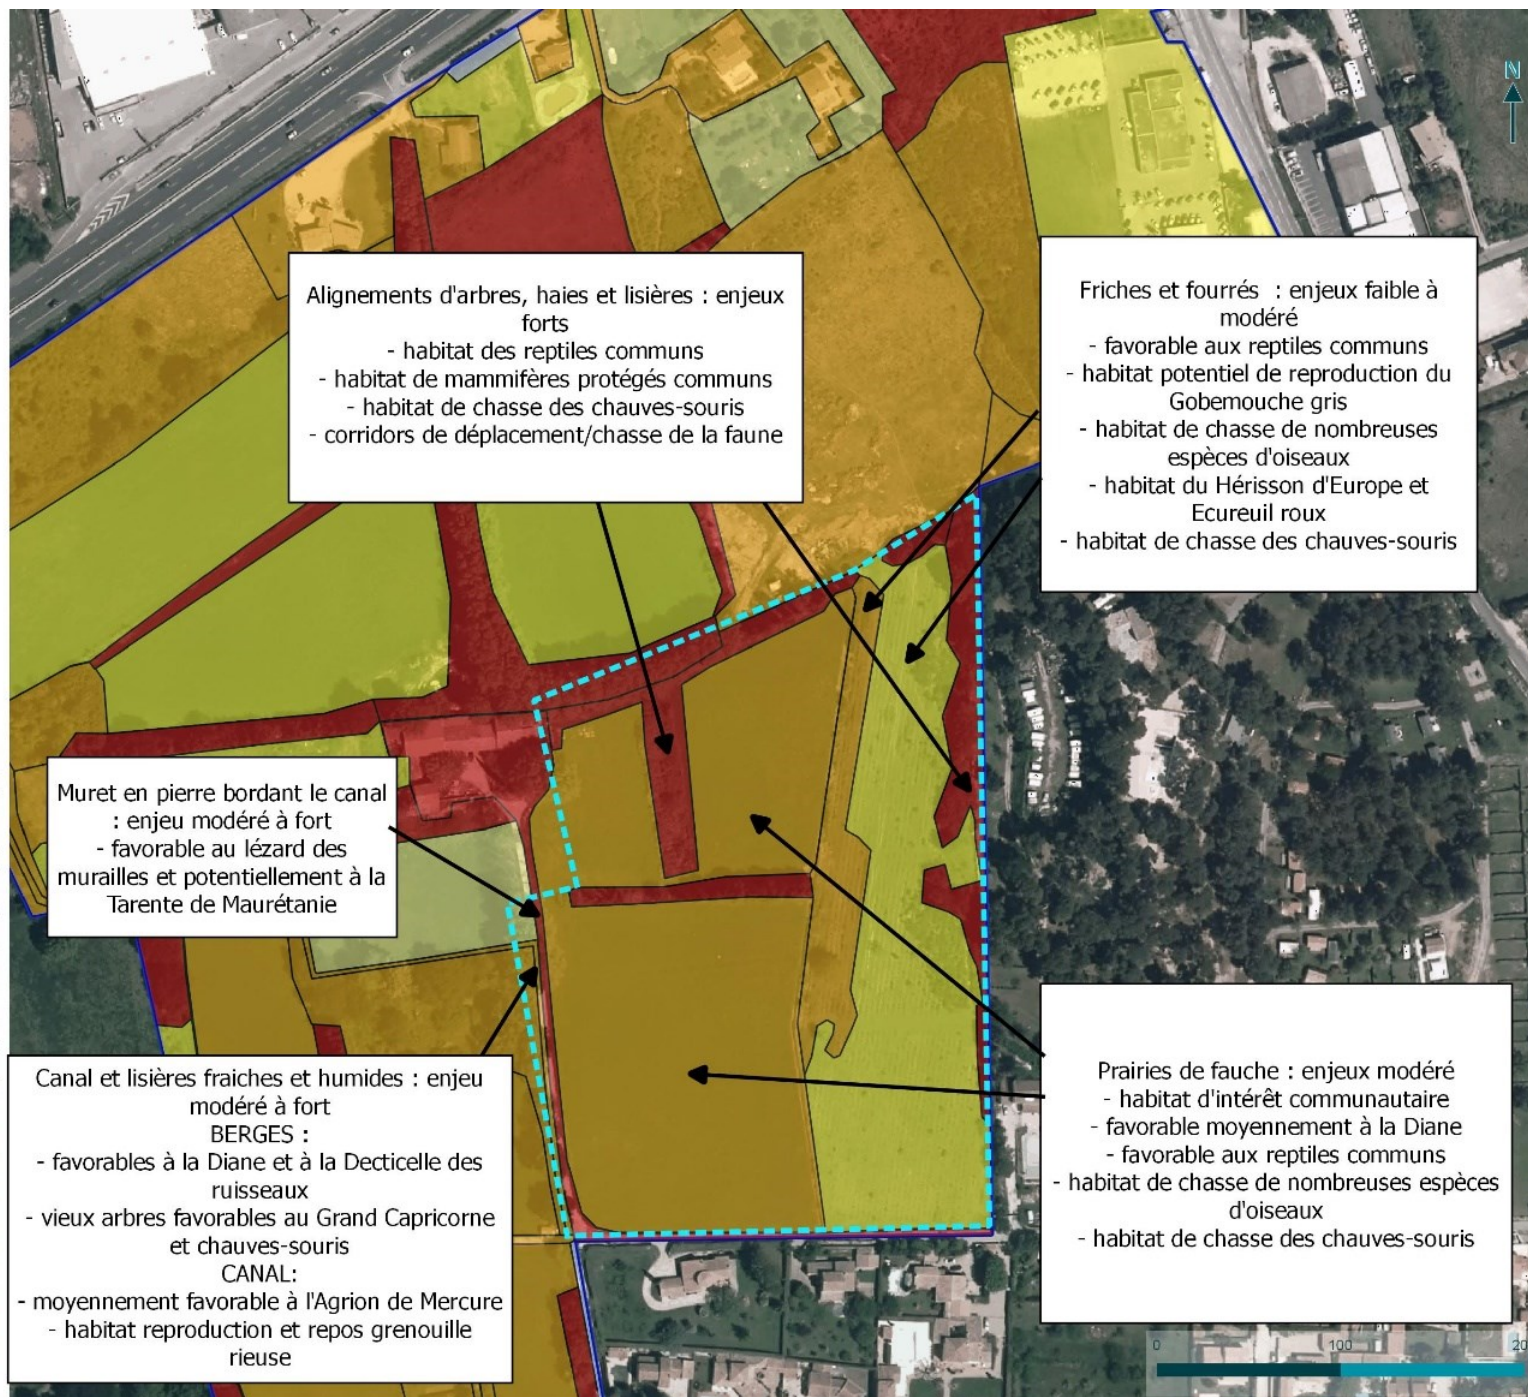 N
Alignements d'arbres, haies et lisières : enjeux
forts
- habitat des reptiles communs
- habitat de mammifères protégés communs
- habitat de chasse des chauves-souris
- corridors de déplacement/chasse de la faune
Friches et fourrés  : enjeux faible à
modéré
- favorable aux reptiles communs
- habitat potentiel de reproduction du
Gobemouche gris
- habitat de chasse de nombreuses
espèces d'oiseaux
- habitat du Hérisson d'Europe et
Ecureuil roux
- habitat de chasse des chauves-souris
Muret en pierre bordant le canal
: enjeu modéré à fort
- favorable au lézard des
murailles et potentiellement à la
Tarente de Maurétanie
Canal et lisières fraiches et humides : enjeu
modéré à fort
BERGES :
- favorables à la Diane et à la Decticelle des
ruisseaux
- vieux arbres favorables au Grand Capricorne
et chauves-souris
CANAL:
- moyennement favorable à l'Agrion de Mercure
- habitat reproduction et repos grenouille
rieuse
Prairies de fauche : enjeux modéré
- habitat d'intérêt communautaire
- favorable moyennement à la Diane
- favorable aux reptiles communs
- habitat de chasse de nombreuses espèces
d'oiseaux
- habitat de chasse des chauves-souris
0 100 20